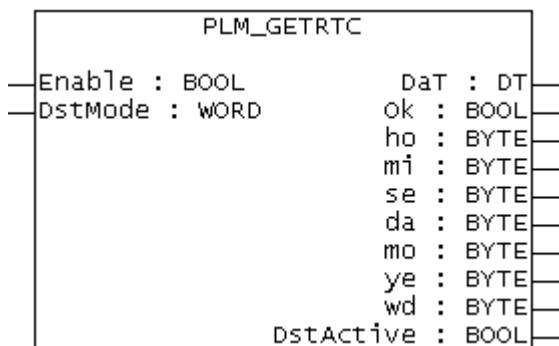 PLM_GETRTC
Enable : BOOL DaT : DT
DstMode : WORD Ok : BOOL
ho : BYTE
mi : BYTE
se : BYTE
da : BYTE
mo : BYTE
ye : BYTE
wd : BYTE
DstActive : BOOL